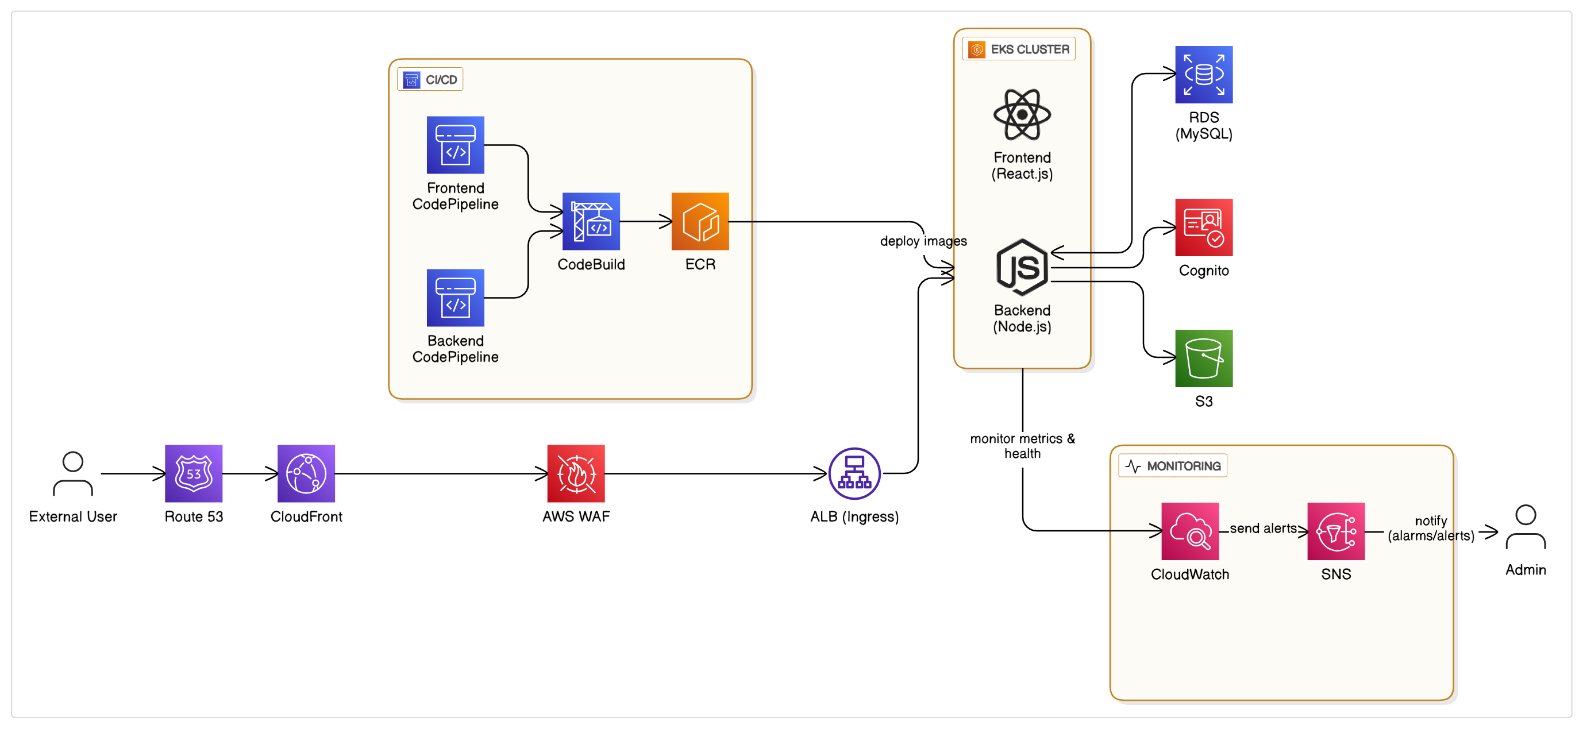 CI/CD
Frontend
CodePipeline
Backend
CodePipeline
CodeBuild
ECR
deploy images
EKS CLUSTER
Frontend
(React.js)
JS
Backend
(Node.js)
RDS
(MySQL)
Cognito
S3
External User
53
Route 53
CloudFront
AWS WAF
ALB (Ingress)
monitor metrics &
health
MONITORING
CloudWatch
send alerts
SNS
notify
(alarms/alerts)
Admin